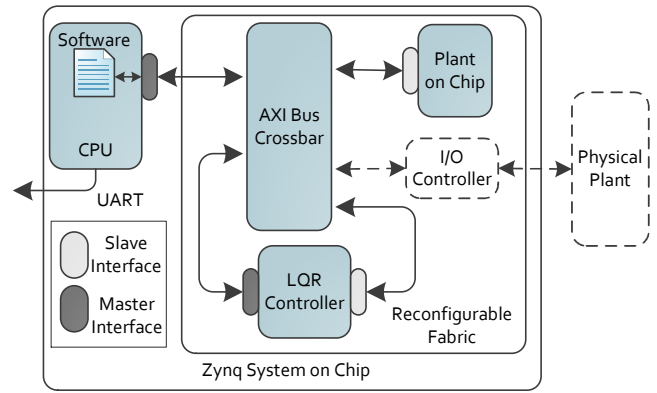 Software
CPU
UART
Slave
Interface
Master
Interface
AXI Bus
Crossbar
Plant
on Chip
I/O
Controller
Physical
Plant
LQR
Controller
Reconfigurable
Fabric
Zynq System on Chip